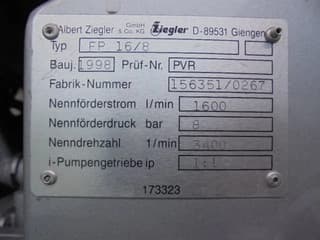 Albert Ziegler GmbH & Co. KG Ziegler D-89531 Giengen
Typ FP 16/8
Bauj. 1998 Prüf-Nr. PVR
Fabrik-Nummer 156351/0267
Nennförderstrom l/min 1600
Nennförderdruck bar 8
Nenndrehzahl 1/min 3400
i-Pumpengetriebe ip
173323